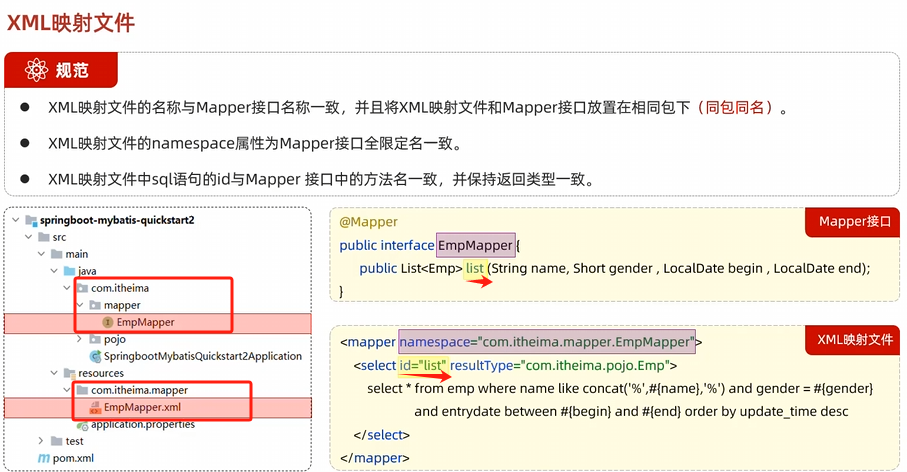 XML映射文件
规范
● XML映射文件的名称与Mapper接口名称一致，并且将XML映射文件和Mapper接口放置在相同包下（同包同名）。
● XML映射文件的namespace属性为Mapper接口全限定名一致。
● XML映射文件中sql语句的id与Mapper 接口中的方法名一致，并保持返回类型一致。
springboot-mybatis-quickstart2
src
main
java
com.itheima
mapper
EmpMapper
pojo
SpringbootMybatisQuickstart2Application
resources
com.itheima.mapper
EmpMapper.xml
application.properties
test
pom.xml
Mapper接口
@Mapper
public interface EmpMapper {
public List<Emp> list (String name, Short gender , LocalDate begin , LocalDate end);
}
XML映射文件
<mapper namespace="com.itheima.mapper.EmpMapper">
<select id="list" resultType="com.itheima.pojo.Emp">
select * from emp where name like concat('%',#{name},'%') and gender = #{gender}
and entrydate between #{begin} and #{end} order by update_time desc
</select>
</mapper>